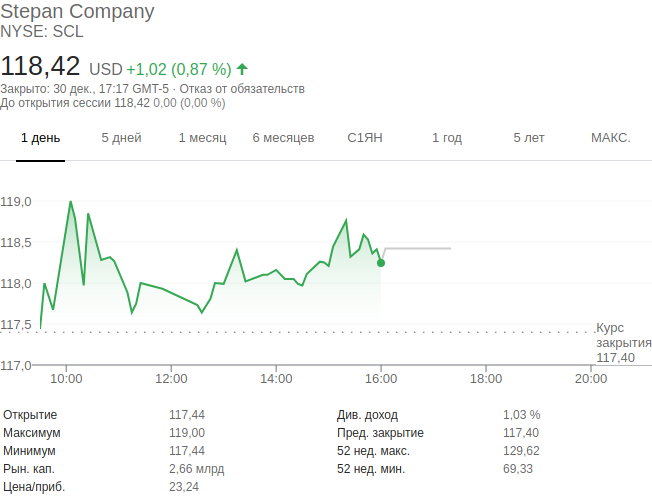 Stepan Company
NYSE: SCL
118,42 USD +1,02 (0,87 %)
Закрыто: 30 дек., 17:17 GMT-5 · Отказ от обязательств
До открытия сессии 118,42 0,00 (0,00 %)
1 день 5 дней 1 месяц 6 месяцев С1ЯН 1 год 5 лет МАКС.
119,0
118,5
118,0
117,5
Курс
закрытия
117,40
117,0
10:00 12:00 14:00 16:00 18:00 20:00
Открытие 117,44 Див. доход 1,03 %
Максимум 119,00 Пред. закрытие 117,40
Минимум 117,44 52 нед. макс. 129,62
Рын. кап. 2,66 млрд 52 нед. мин. 69,33
Цена/приб. 23,24